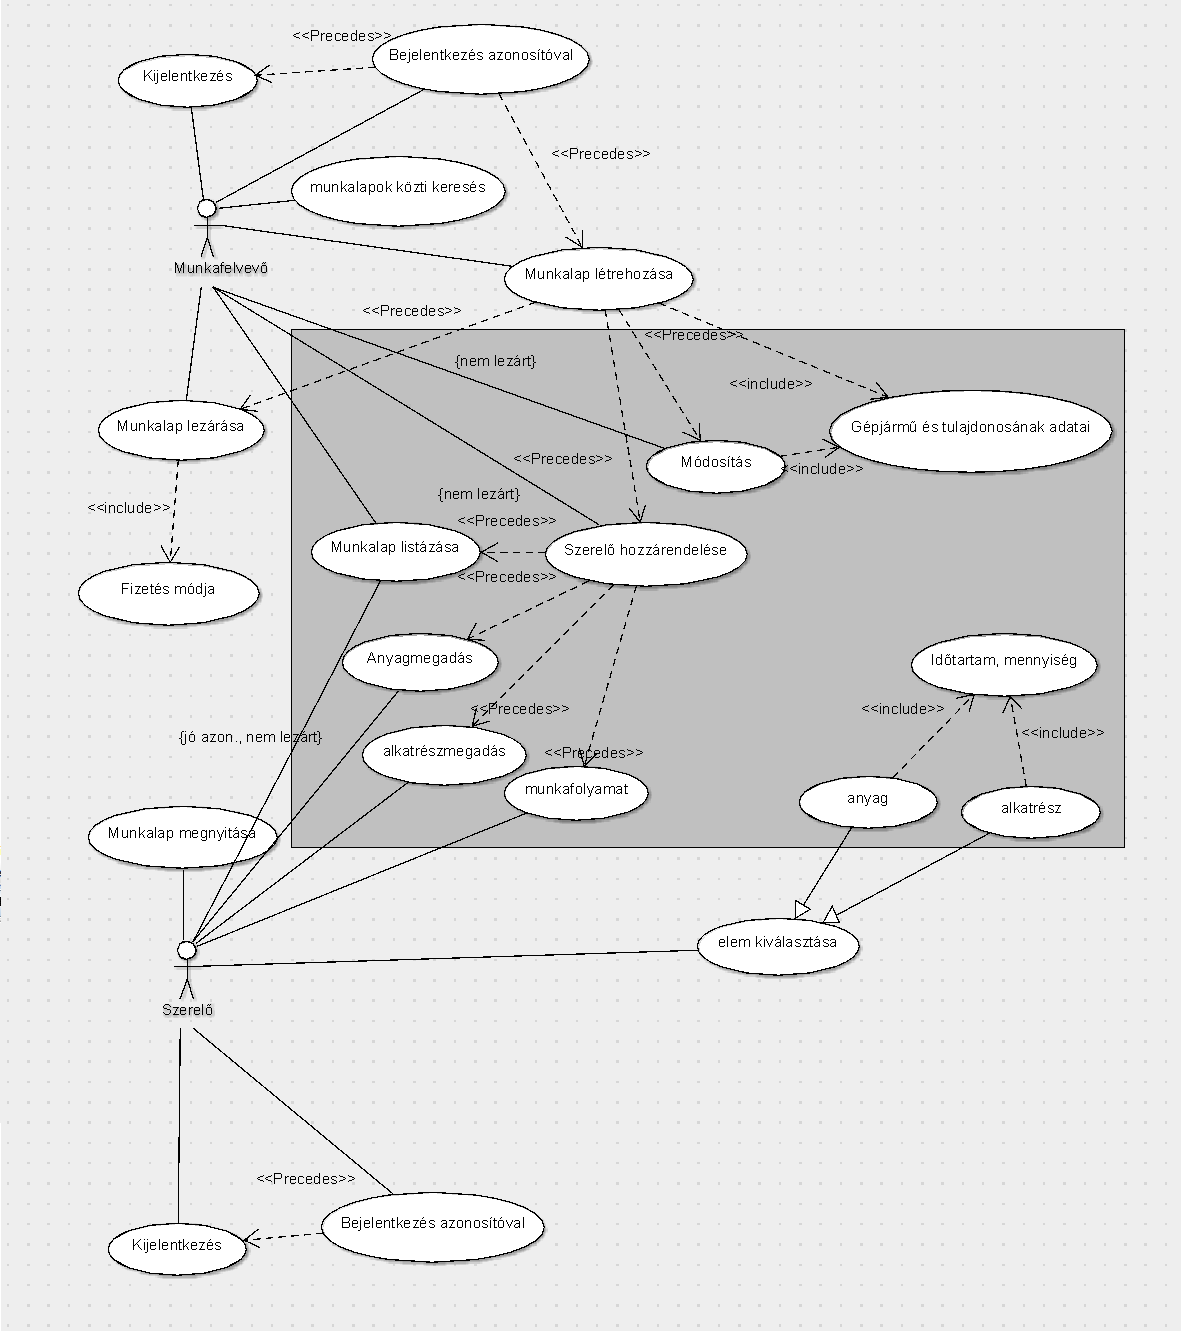 <<Precedes>>
Bejelentkezés azonosítóval
Kijelentkezés
<<Precedes>>
munkalapok közti keresés
Munkafelvevő
Munkalap létrehozása
<<Precedes>>
<<Precedes>>
{nem lezárt}
<<include>>
Munkalap lezárása
Gépjármű és tulajdonosának adatai
<<Precedes>>
Módosítás
<<include>>
{nem lezárt}
<<include>>
<<Precedes>>
Munkalap listázása
Szerelő hozzárendelése
<<Precedes>>
Fizetés módja
Anyagmegadás
Időtartam, mennyiség
<<Precedes>>
<<include>>
{jó azon., nem lezárt}
<<include>>
alkatrészmegadás
<<Precedes>>
munkafolyamat
anyag
alkatrész
Munkalap megnyitása
elem kiválasztása
Szerelő
<<Precedes>>
Bejelentkezés azonosítóval
Kijelentkezés